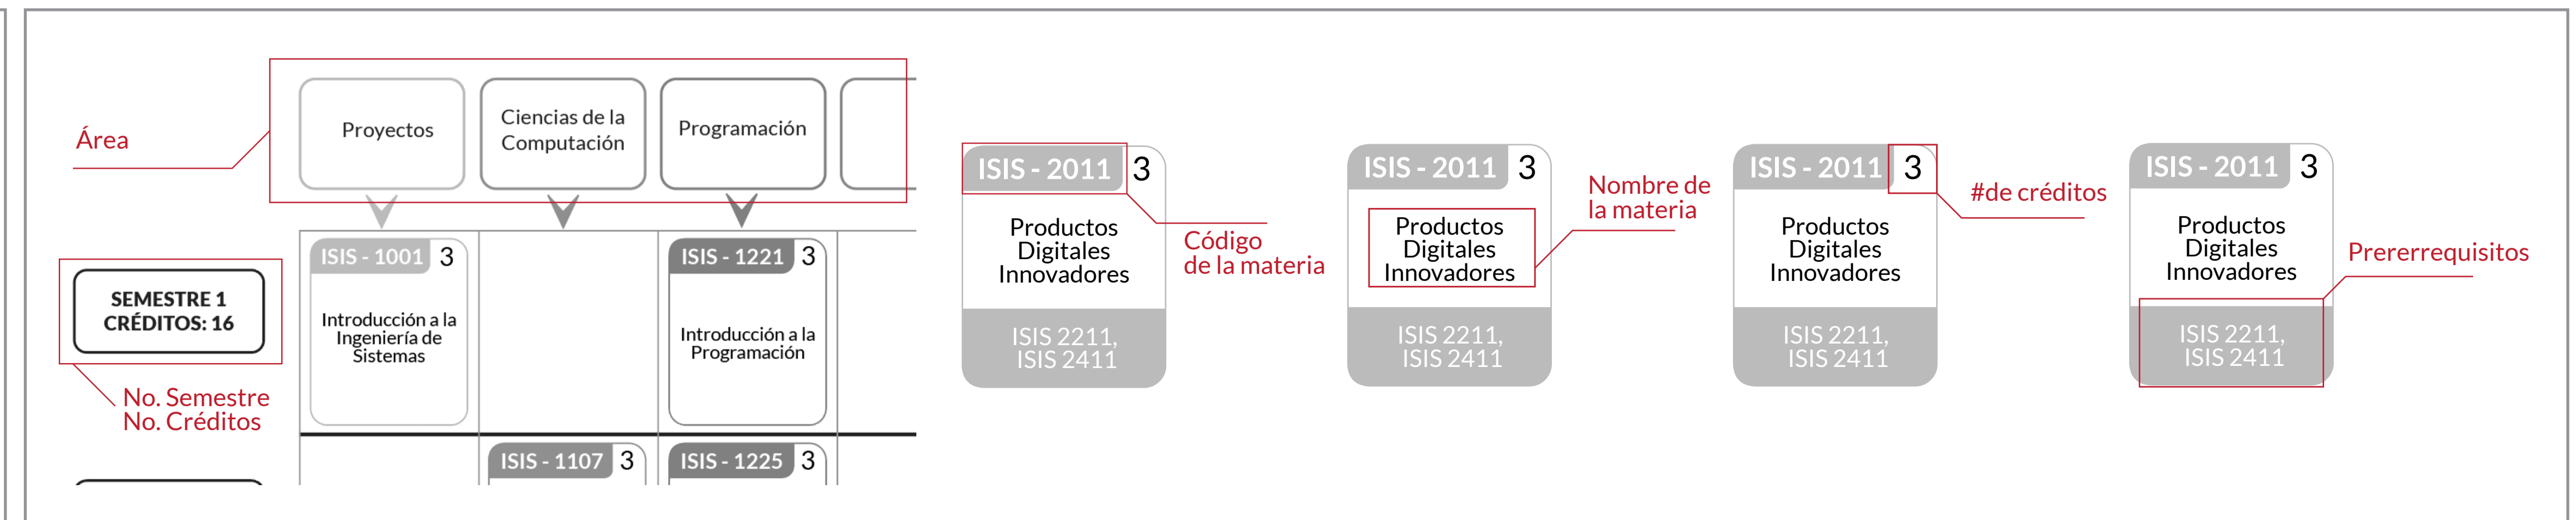 Área
Proyectos
Ciencias de la
Computación
Programación
SEMESTRE 1
CRÉDITOS: 16
No. Semestre
No. Créditos
ISIS - 1001 3
Introducción a la
Ingeniería de
Sistemas
ISIS - 1221 3
Introducción a la
Programación
ISIS - 1107 3
ISIS - 1225 3
ISIS - 2011 3
Productos
Digitales
Innovadores
ISIS 2211,
ISIS 2411
Código
de la materia
ISIS - 2011 3
Productos
Digitales
Innovadores
ISIS 2211,
ISIS 2411
Nombre de
la materia
ISIS - 2011 3
Productos
Digitales
Innovadores
ISIS 2211,
ISIS 2411
#de créditos
ISIS - 2011 3
Productos
Digitales
Innovadores
ISIS 2211,
ISIS 2411
Prererrequisitos